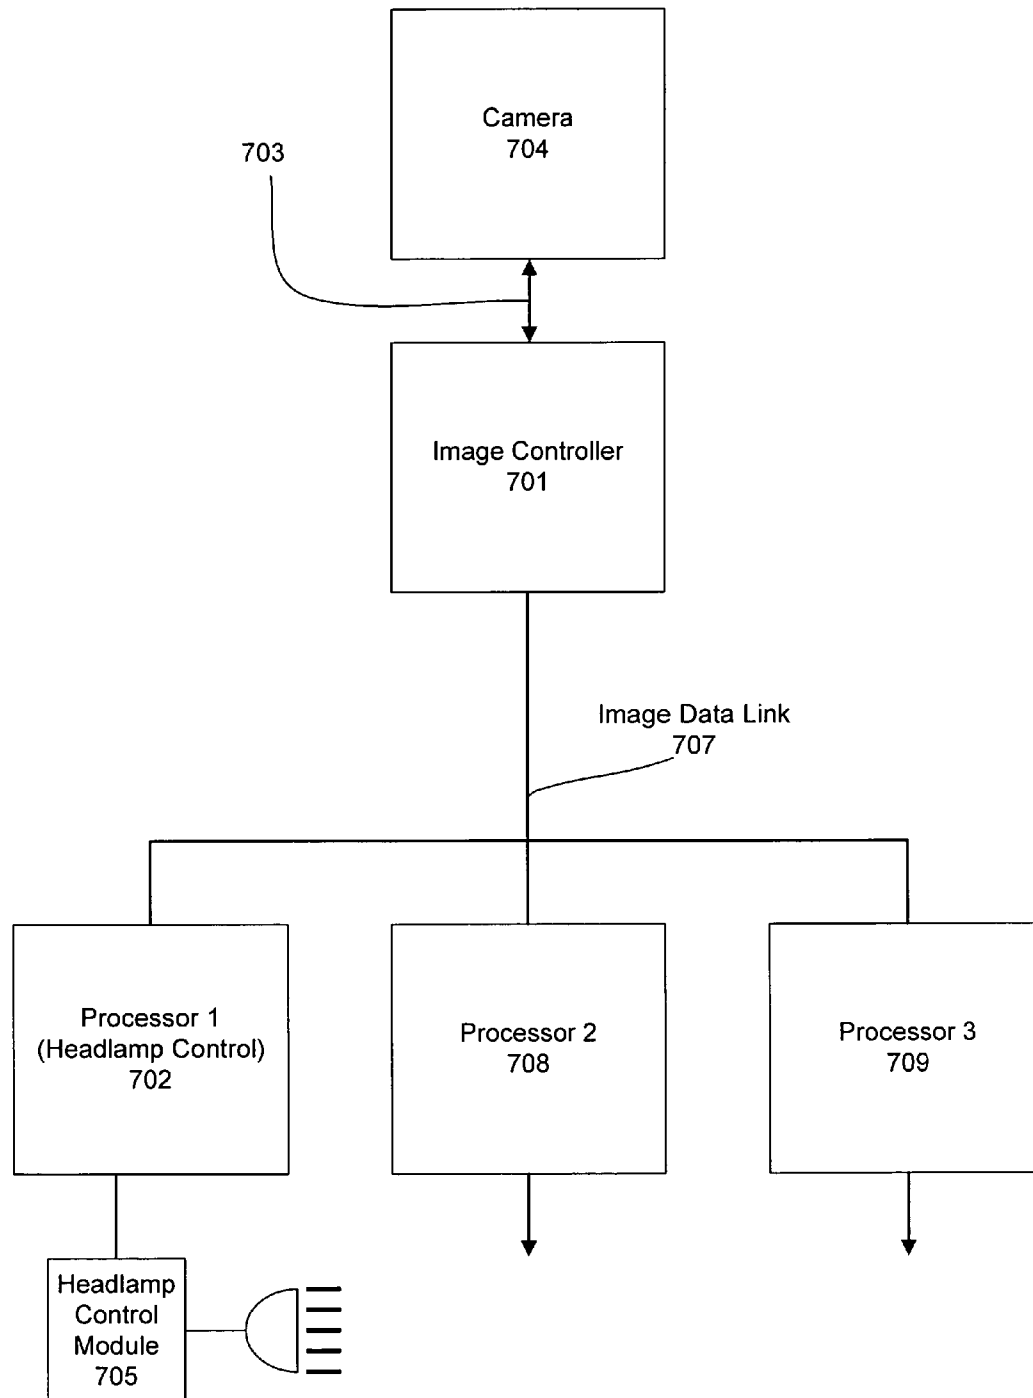 Camera
704
703
Image Controller
701
Image Data Link
707
Processor 1
(Headlamp Control)
702
Processor 2
708
Processor 3
709
Headlamp
Control
Module
705